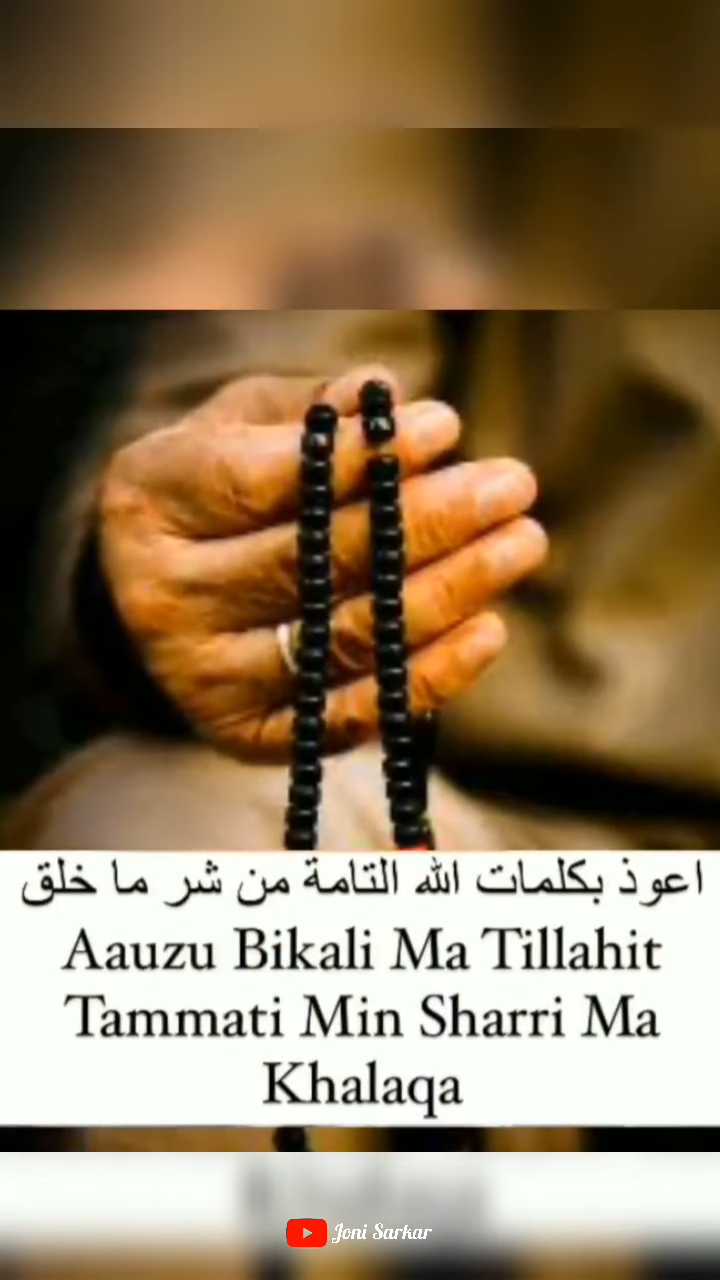 اعوذ بكلمات الله التامة من شر ما خلق
Aauzu Bikali Ma Tillahit
Tammati Min Sharri Ma
Khalaqa
Joni Sarkar